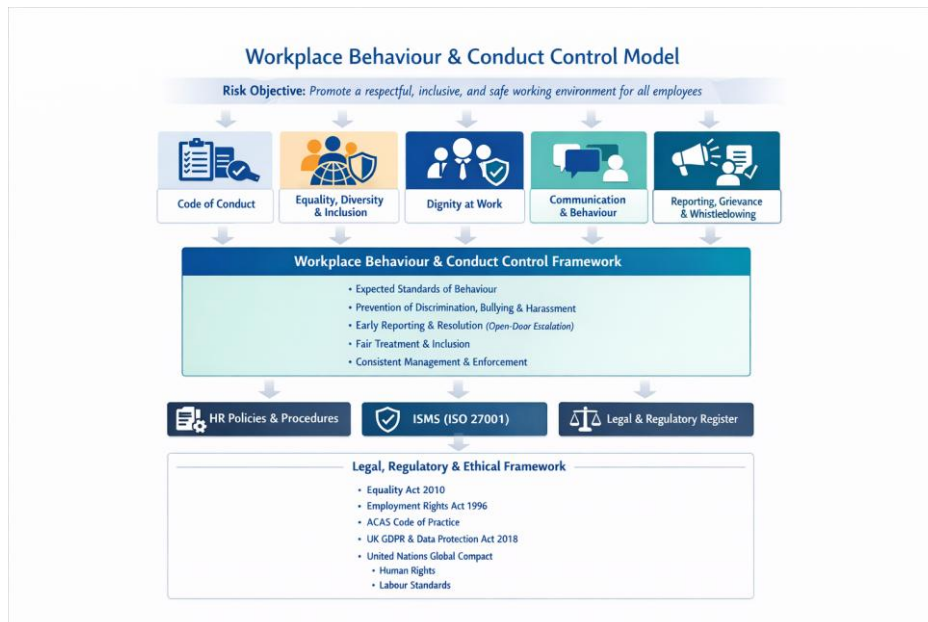 Workplace Behaviour & Conduct Control Model
Risk Objective: Promote a respectful, inclusive, and safe working environment for all employees
Code of Conduct
Equality, Diversity
& Inclusion
Dignity at Work
Communication
& Behaviour
Reporting, Grievance
& Whistleblowing
Workplace Behaviour & Conduct Control Framework
• Expected Standards of Behaviour
• Prevention of Discrimination, Bullying & Harassment
• Early Reporting & Resolution (Open-Door Escalation)
• Fair Treatment & Inclusion
• Consistent Management & Enforcement
HR Policies & Procedures
ISMS (ISO 27001)
Legal & Regulatory Register
Legal, Regulatory & Ethical Framework
• Equality Act 2010
• Employment Rights Act 1996
• ACAS Code of Practice
• UK GDPR & Data Protection Act 2018
• United Nations Global Compact
• Human Rights
• Labour Standards